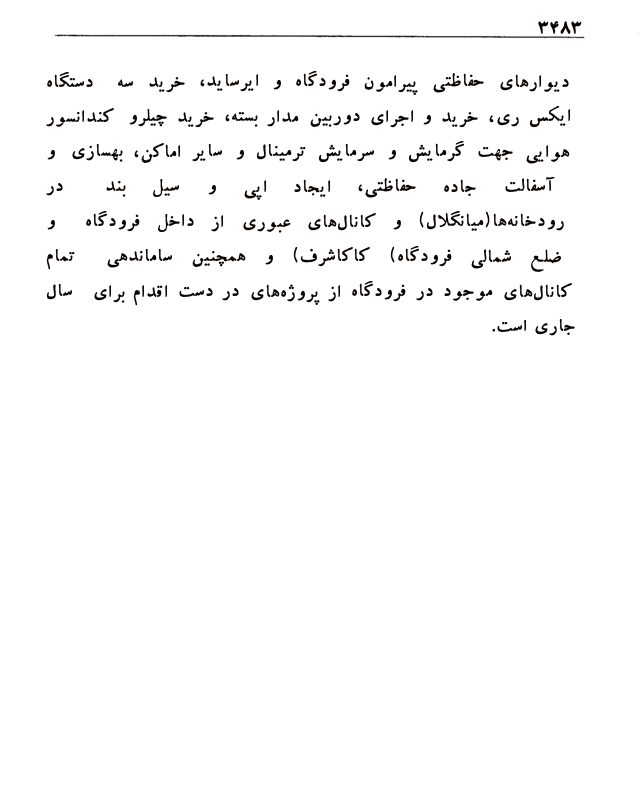 ۳۴۸۳
دیوارهای حفاظتی پیرامون فرودگاه و ایرساید، خرید سه دستگاه
ایکس ری، خرید و اجرای دوربین مدار بسته، خرید چیلرو کندانسور
هوایی جهت گرمایش و سرمایش ترمینال و سایر اماکن، بهسازی و
آسفالت جاده حفاظتی، ایجاد اپی و سیل بند در
رودخانه‌ها(میانگلال) و کانال‌های عبوری از داخل فرودگاه و
ضلع شمالی فرودگاه) کاکاشرف) و همچنین ساماندهی تمام
کانال‌های موجود در فرودگاه از پروژه‌های در دست اقدام برای سال
جاری است.